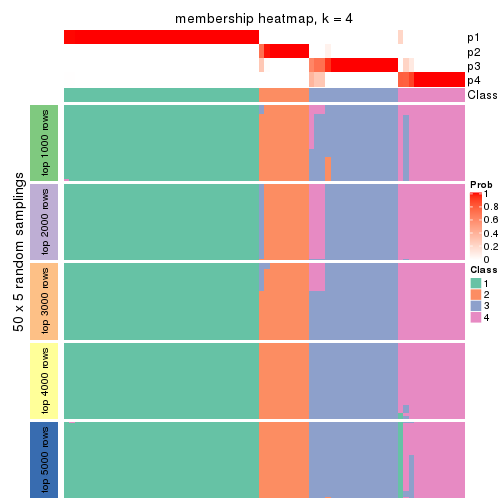 membership heatmap, k = 4
p1
p2
p3
p4
Class
50 x 5 random samplings
top 1000 rows
top 2000 rows
top 3000 rows
top 4000 rows
top 5000 rows
Prob
1
0.8
0.6
0.4
0.2
0
Class
1
2
3
4